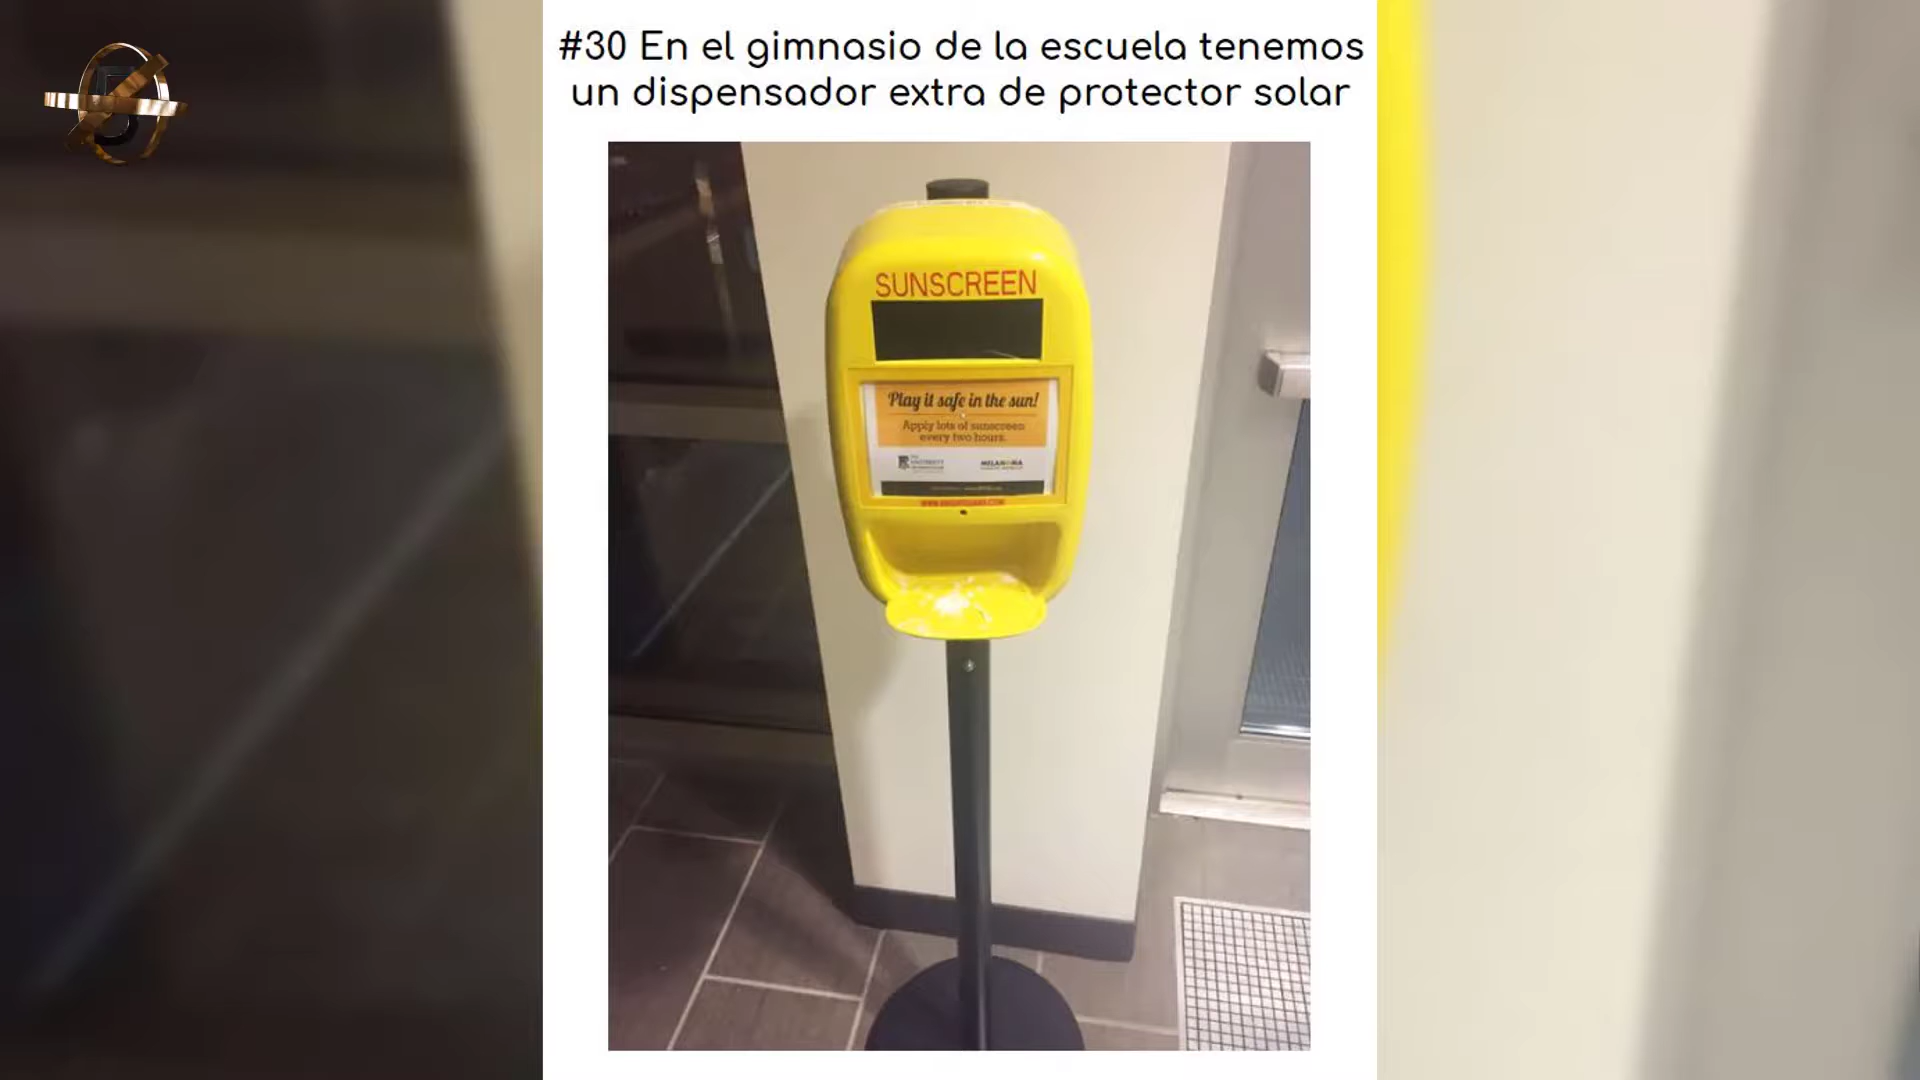 #30 En el gimnasio de la escuela tenemos
un dispensador extra de protector solar
SUNSCREEN
Play it safe in the sun!
Apply lots of sunscreen
every two hours.